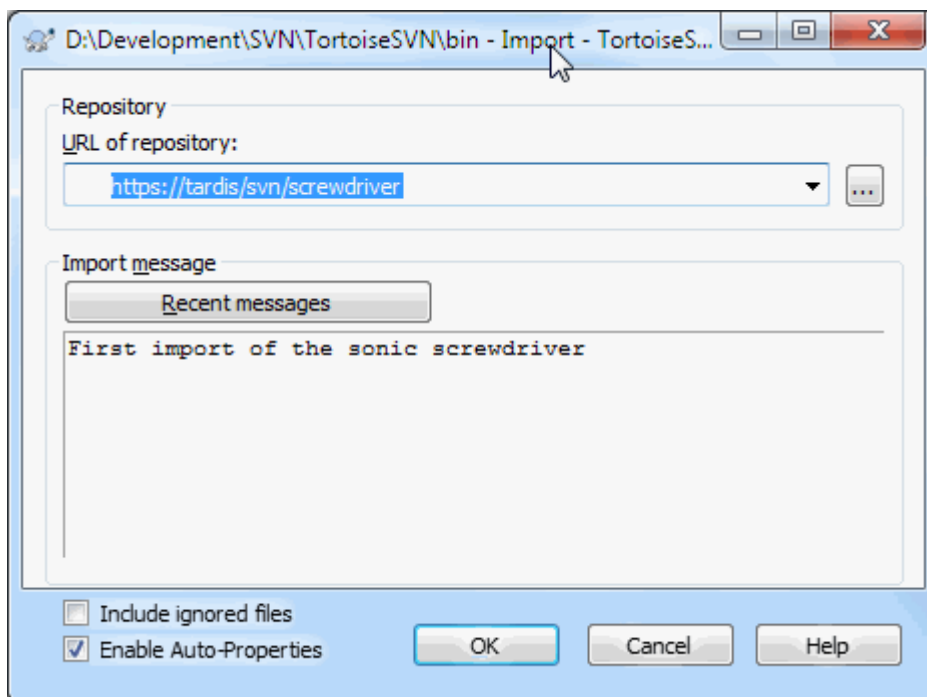 D:\Development\SVN\TortoiseSVN\bin - Import - TortoiseS...
Repository
URL of repository:
https://tardis/svn/screwdriver
...
Import message
Recent messages
First import of the sonic screwdriver
Include ignored files
Enable Auto-Properties
OK
Cancel
Help